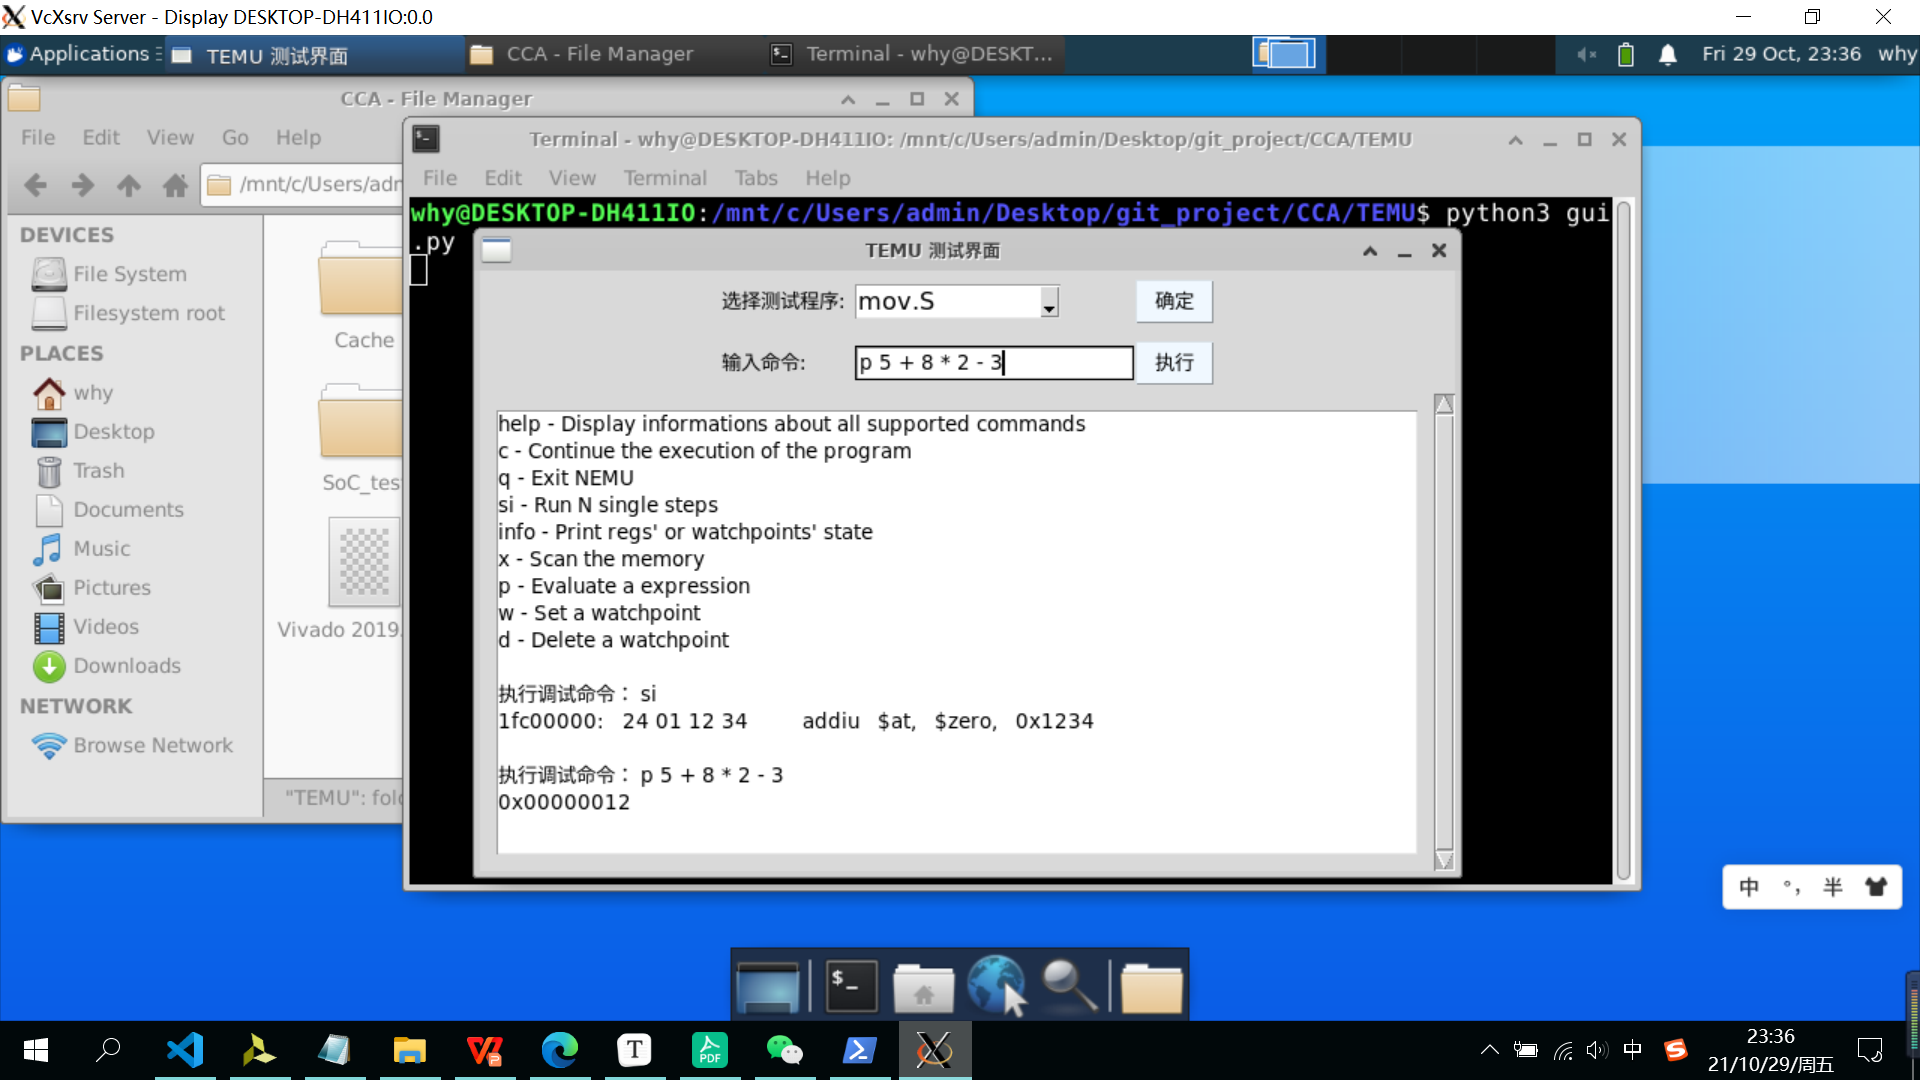 VcXsrv Server - Display DESKTOP-DH411IO:0.0
Applications
TEMU 测试界面
CCA - File Manager
Terminal - why@DESKT...
Fri 29 Oct, 23:36
why
CCA - File Manager
File Edit View Go Help
/mnt/c/Users/adm
DEVICES
File System
Filesystem root
PLACES
why
Desktop
Trash
Documents
Music
Pictures
Videos
Downloads
NETWORK
Browse Network
Cache
SoC_tes
Vivado 2019.
"TEMU": fol
Terminal - why@DESKTOP-DH411IO: /mnt/c/Users/admin/Desktop/git_project/CCA/TEMU
File Edit View Terminal Tabs Help
why@DESKTOP-DH411IO:/mnt/c/Users/admin/Desktop/git_project/CCA/TEMU$ python3 gui
.py
TEMU 测试界面
选择测试程序: mov.S 确定
输入命令: p 5 + 8 * 2 - 3 执行
help - Display informations about all supported commands
c - Continue the execution of the program
q - Exit NEMU
si - Run N single steps
info - Print regs' or watchpoints' state
x - Scan the memory
p - Evaluate a expression
w - Set a watchpoint
d - Delete a watchpoint
执行调试命令： si
1fc00000: 24 01 12 34 addiu $at, $zero, 0x1234
执行调试命令： p 5 + 8 * 2 - 3
0x00000012
中 °, 半
$_
T
PDF
中
S
23:36
21/10/29/周五